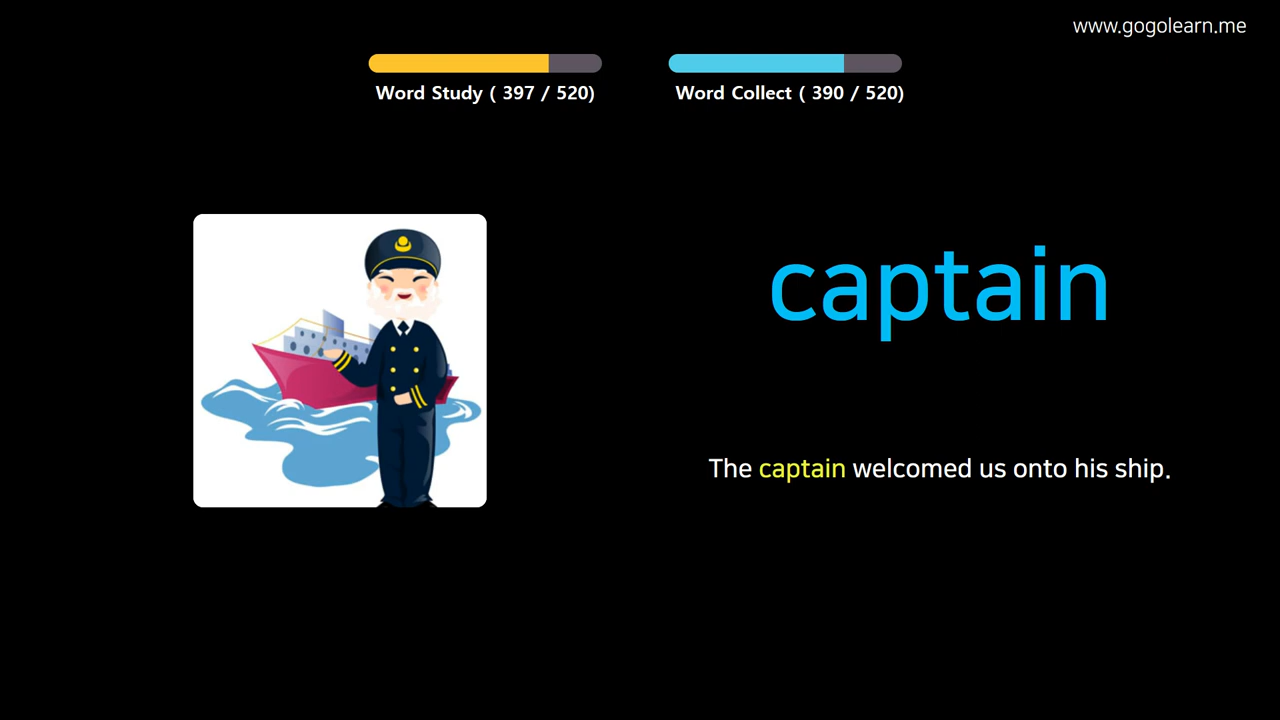 www.gogolearn.me
Word Study ( 397 / 520)
Word Collect ( 390 / 520)
captain
The captain welcomed us onto his ship.